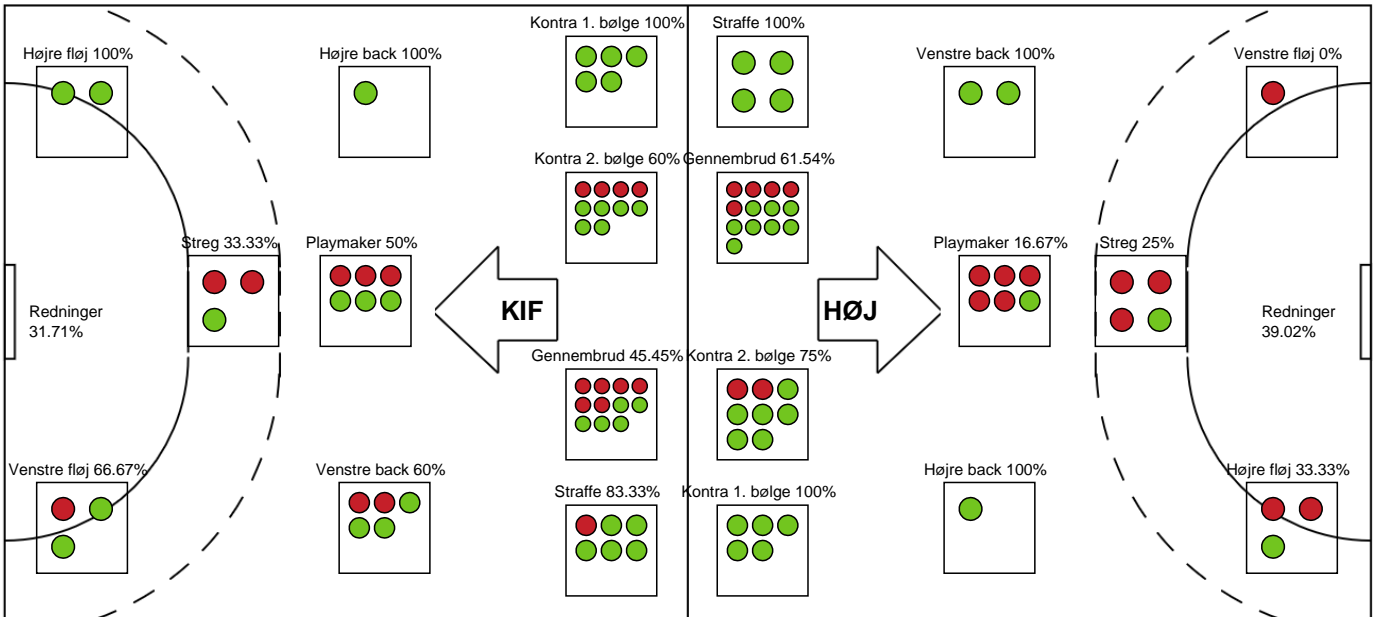 Kontra 1. bølge 100%
Straffe 100%
Højre fløj 100%
Højre back 100%
Venstre back 100%
Venstre fløj 0%
Kontra 2. bølge 60%
Gennembrud 61.54%
Streg 33.33%
Playmaker 50%
Playmaker 16.67%
Streg 25%
Redninger
31.71%
KIF
HØJ
Redninger
39.02%
Gennembrud 45.45%
Kontra 2. bølge 75%
Venstre fløj 66.67%
Venstre back 60%
Højre back 100%
Højre fløj 33.33%
Straffe 83.33%
Kontra 1. bølge 100%